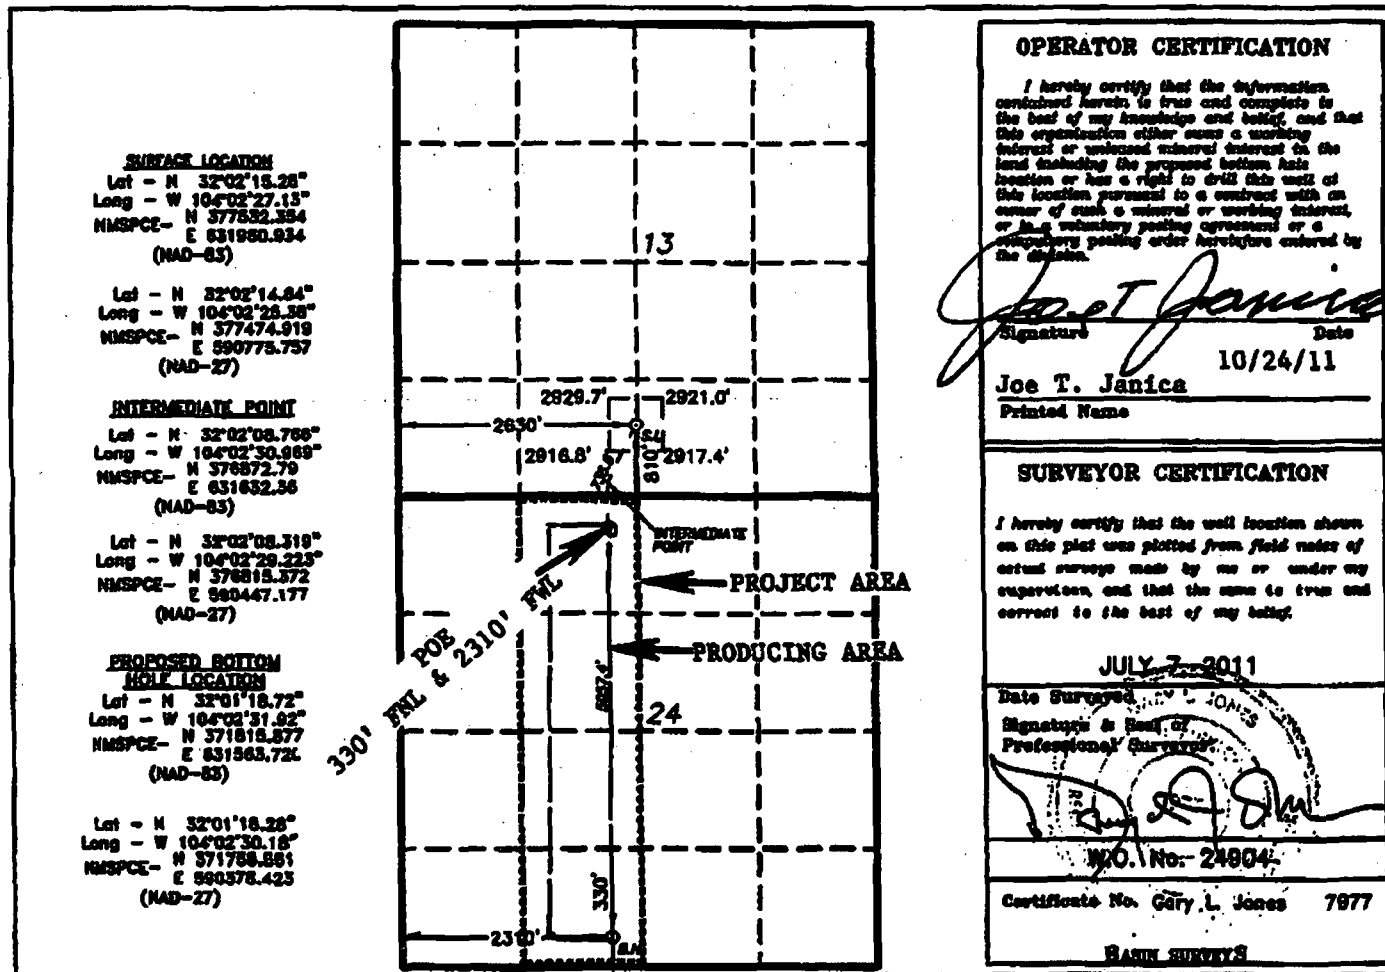 SURFACE LOCATION
Lat - N 32°02'15.28"
Long - W 104°02'27.13"
NMSPCE- N 377532.354
E 631960.934
(NAD-83)
Lat - N 32°02'14.84"
Long - W 104°02'25.38"
NMSPCE- N 377474.919
E 590775.757
(NAD-27)
INTERMEDIATE POINT
Lat - N 32°02'08.766"
Long - W 104°02'30.969"
NMSPCE- N 376872.79
E 631632.36
(NAD-83)
Lat - N 32°02'08.319"
Long - W 104°02'29.223"
NMSPCE- N 376815.372
E 590447.177
(NAD-27)
PROPOSED BOTTOM
HOLE LOCATION
Lat - N 32°01'18.72"
Long - W 104°02'31.92"
NMSPCE- N 371815.877
E 631563.72
(NAD-83)
Lat - N 32°01'18.28"
Long - W 104°02'30.18"
NMSPCE- N 371758.851
E 590378.423
(NAD-27)
13
2929.7' 2921.0'
2630'
S.L.
2916.8' 2917.4'
810'
INTERMEDIATE
POINT
PROJECT AREA
POE
330' FNL & 2310' FWL
PRODUCING AREA
24
330'
2310'
B.H.
OPERATOR CERTIFICATION
I hereby certify that the information
contained herein is true and complete to
the best of my knowledge and belief, and that
this organization either owns a working
interest or unleased mineral interest in the
land including the proposed bottom hole
location or has a right to drill this well at
this location pursuant to a contract with an
owner of such a mineral or working interest,
or to a voluntary pooling agreement or a
compulsory pooling order heretofore entered by
the division.
Joe T Janica
Signature Date
10/24/11
Joe T. Janica
Printed Name
SURVEYOR CERTIFICATION
I hereby certify that the well location shown
on this plat was plotted from field notes of
actual surveys made by me or under my
supervison, and that the same is true and
correct to the best of my belief.
JULY 7 2011
Date Surveyed
Signature & Seal of
Professional Surveyor
JONES
W.O. No. 24904
Certificate No. Gary L. Jones 7977
BASIN SURVEYS